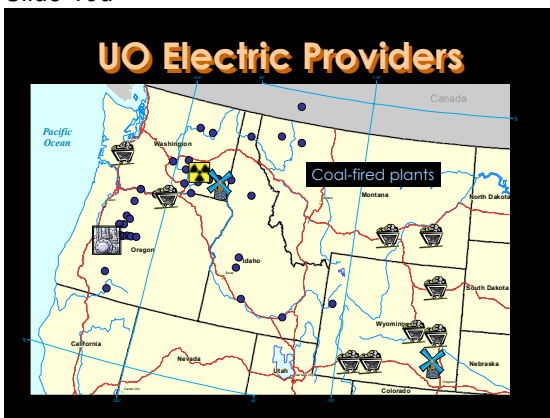 UO Electric Providers
Canada
Pacific
Ocean
Washington
Coal-fired plants
Montana
North Dakota
Oregon
Idaho
South Dakota
Wyoming
California
Nevada
Utah
Nebraska
Colorado